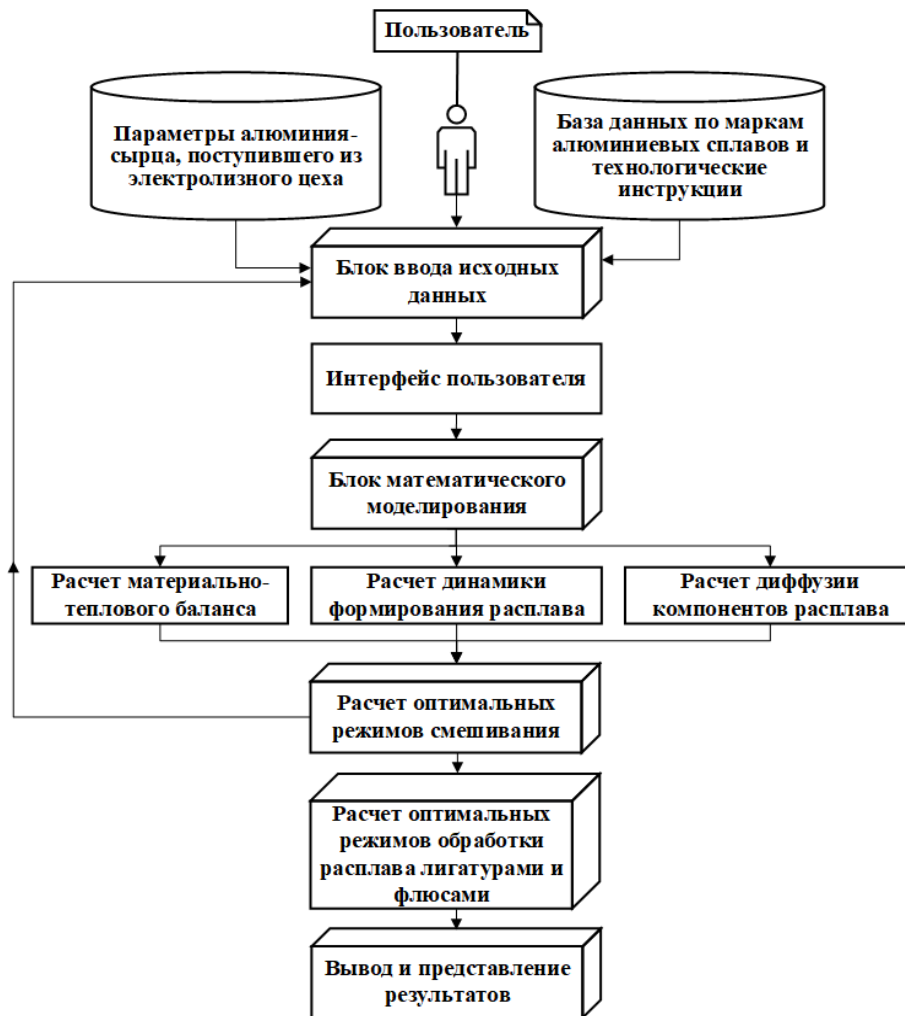 Пользователь
Параметры алюминия-
сырца, поступившего из
электролизного цеха
База данных по маркам
алюминиевых сплавов и
технологические
инструкции
Блок ввода исходных
данных
Интерфейс пользователя
Блок математического
моделирования
Расчет материально-
теплового баланса
Расчет динамики
формирования расплава
Расчет диффузии
компонентов расплава
Расчет оптимальных
режимов смешивания
Расчет оптимальных
режимов обработки
расплава лигатурами и
флюсами
Вывод и представление
результатов